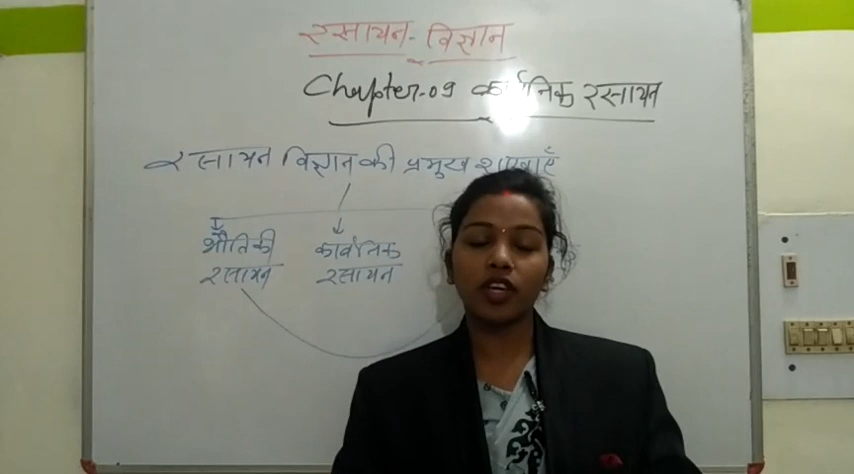 रसायन-विज्ञान
Chapter-09 कार्बनिक रसायन
रसायन विज्ञान की प्रमुख शाखाएँ
भौतिकी
रसायन
कार्बनिक
रसायन